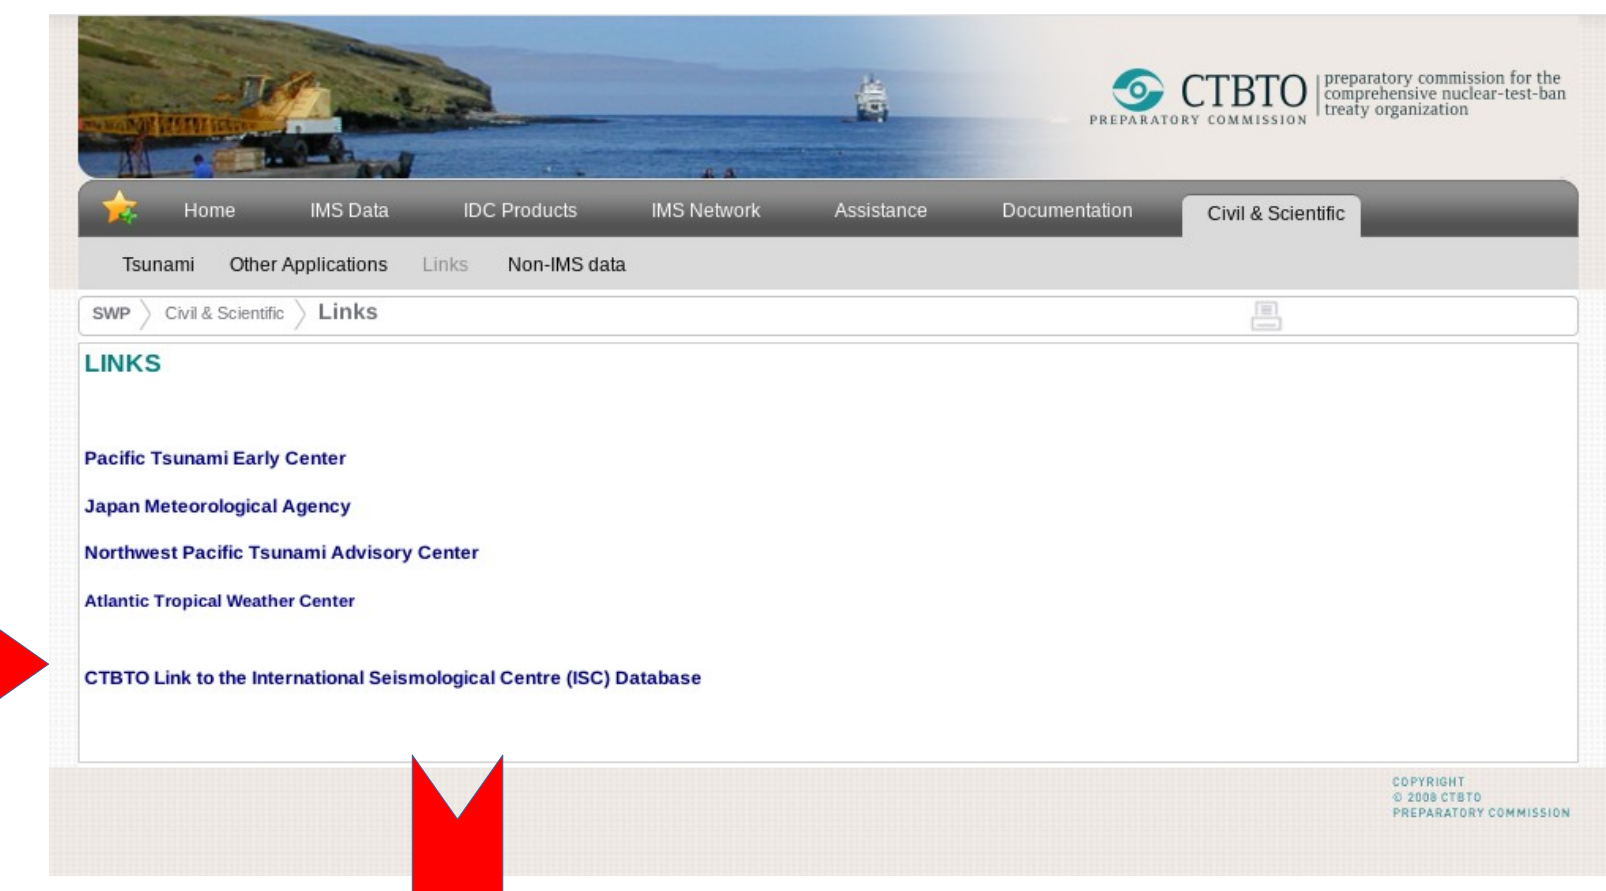 CTBTO
PREPARATORY COMMISSION
preparatory commission for the
comprehensive nuclear-test-ban
treaty organization
Home IMS Data IDC Products IMS Network Assistance Documentation Civil & Scientific
Tsunami Other Applications Links Non-IMS data
SWP Civil & Scientific Links
LINKS
Pacific Tsunami Early Center
Japan Meteorological Agency
Northwest Pacific Tsunami Advisory Center
Atlantic Tropical Weather Center
CTBTO Link to the International Seismological Centre (ISC) Database
COPYRIGHT
© 2008 CTBTO
PREPARATORY COMMISSION